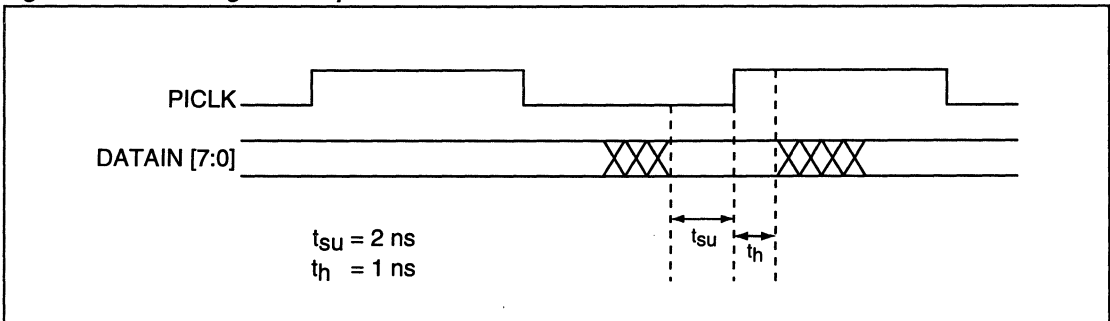 PICLK
DATAIN [7:0]
tsu
th
tsu = 2 ns
th = 1 ns